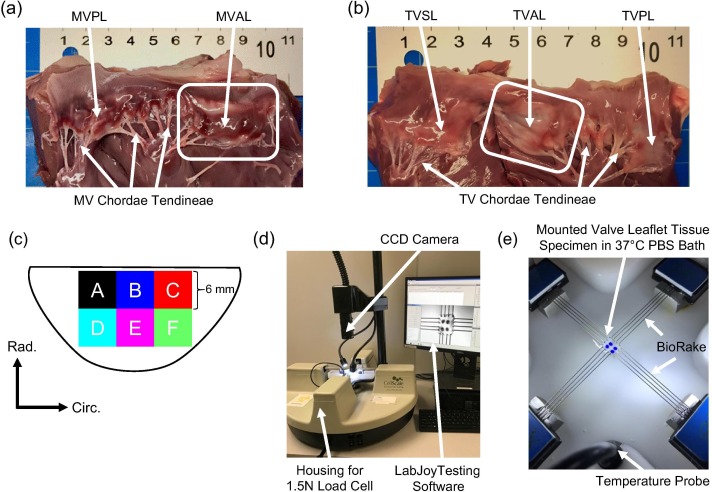 (a)
MVPL MVAL
1 2 3 4 5 6 7 8 9 10 11
MV Chordae Tendineae
(b)
TVSL TVAL TVPL
1 2 3 4 5 6 7 8 9 10 11
TV Chordae Tendineae
(c)
A B C
D E F
6 mm
Rad.
Circ.
(d)
CCD Camera
CellScale
Housing for
1.5N Load Cell
LabJoyTesting
Software
(e)
Mounted Valve Leaflet Tissue
Specimen in 37°C PBS Bath
BioRake
Temperature Probe